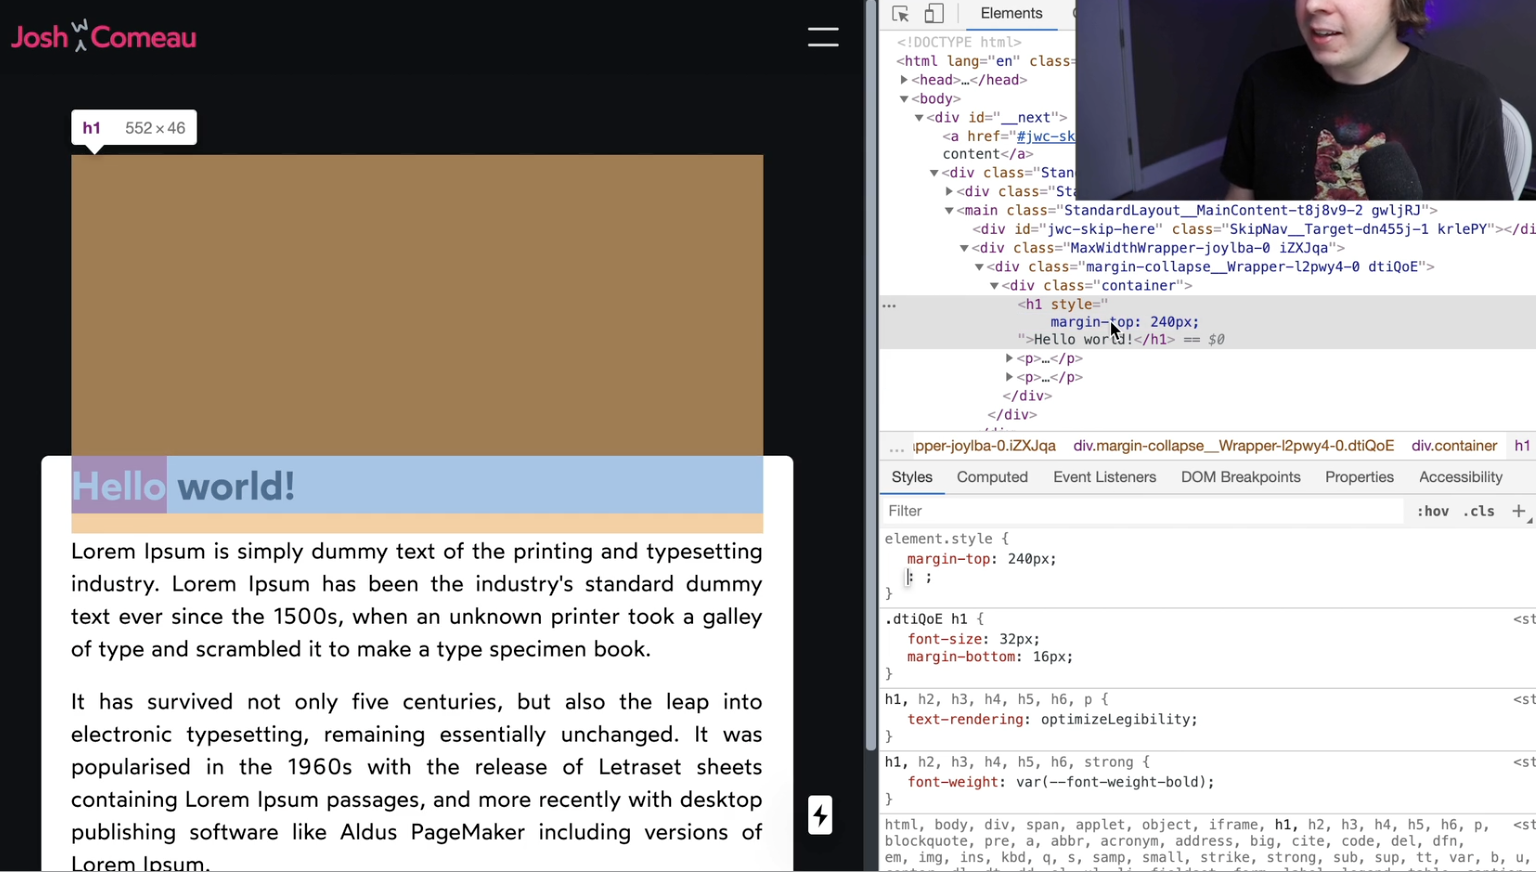 Josh W Comeau
h1 552 × 46
Hello world!
Lorem Ipsum is simply dummy text of the printing and typesetting
industry. Lorem Ipsum has been the industry's standard dummy
text ever since the 1500s, when an unknown printer took a galley
of type and scrambled it to make a type specimen book.
It has survived not only five centuries, but also the leap into
electronic typesetting, remaining essentially unchanged. It was
popularised in the 1960s with the release of Letraset sheets
containing Lorem Ipsum passages, and more recently with desktop
publishing software like Aldus PageMaker including versions of
Lorem Ipsum.
Elements
<!DOCTYPE html>
<html lang="en" class=
<head>…</head>
<body>
<div id="__next">
<a href="#jwc-sk
content</a>
<div class="Stan
<div class="Sta
<main class="StandardLayout__MainContent-t8j8v9-2 gwljRJ">
<div id="jwc-skip-here" class="SkipNav__Target-dn455j-1 krlePY"></di
<div class="MaxWidthWrapper-joylba-0 iZXJqa">
<div class="margin-collapse__Wrapper-l2pwy4-0 dtiQoE">
<div class="container">
… <h1 style="
margin-top: 240px;
">Hello world!</h1> == $0
<p>…</p>
<p>…</p>
</div>
</div>
… apper-joylba-0.iZXJqa div.margin-collapse__Wrapper-l2pwy4-0.dtiQoE div.container h1
Styles Computed Event Listeners DOM Breakpoints Properties Accessibility
Filter :hov .cls +
element.style {
margin-top: 240px;
: ;
}
.dtiQoE h1 { <st
font-size: 32px;
margin-bottom: 16px;
}
h1, h2, h3, h4, h5, h6, p { <st
text-rendering: optimizeLegibility;
}
h1, h2, h3, h4, h5, h6, strong { <st
font-weight: var(--font-weight-bold);
}
html, body, div, span, applet, object, iframe, h1, h2, h3, h4, h5, h6, p, <st
blockquote, pre, a, abbr, acronym, address, big, cite, code, del, dfn,
em, img, ins, kbd, q, s, samp, small, strike, strong, sub, sup, tt, var, b, u,